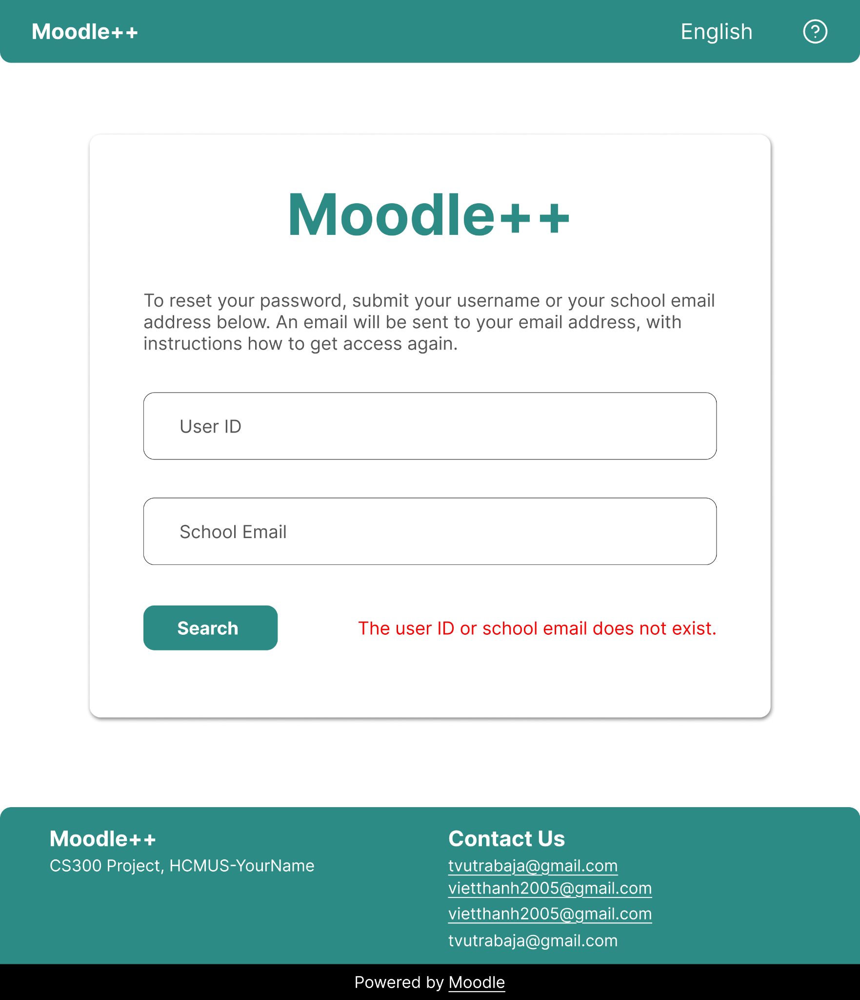 Moodle++
English
To reset your password, submit your username or your school email
address below. An email will be sent to your email address, with
instructions how to get access again.
User ID
School Email
Search
The user ID or school email does not exist.
Moodle++
CS300 Project, HCMUS-YourName
Contact Us
tvutrabaja@gmail.com
vietthanh2005@gmail.com
vietthanh2005@gmail.com
tvutrabaja@gmail.com
Powered by Moodle